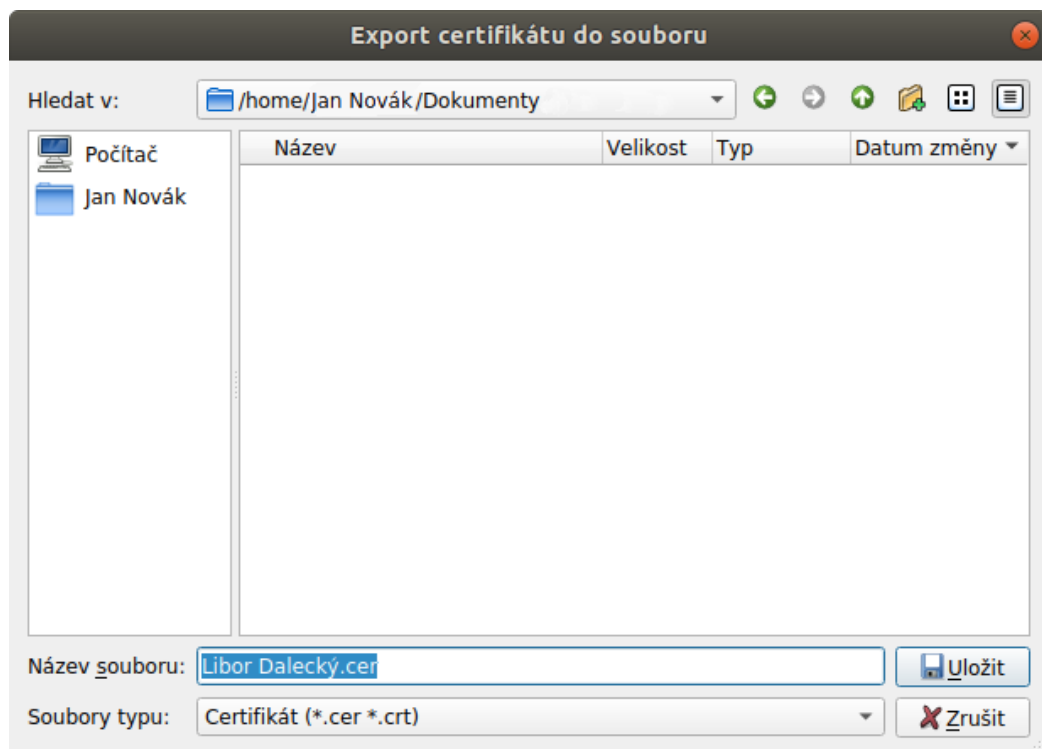 Export certifikátu do souboru
Hledat v: /home/Jan Novák/Dokumenty
Počítač
Jan Novák
Název Velikost Typ Datum změny
Název souboru: Libor Dalecký.cer Uložit
Soubory typu: Certifikát (*.cer *.crt) Zrušit